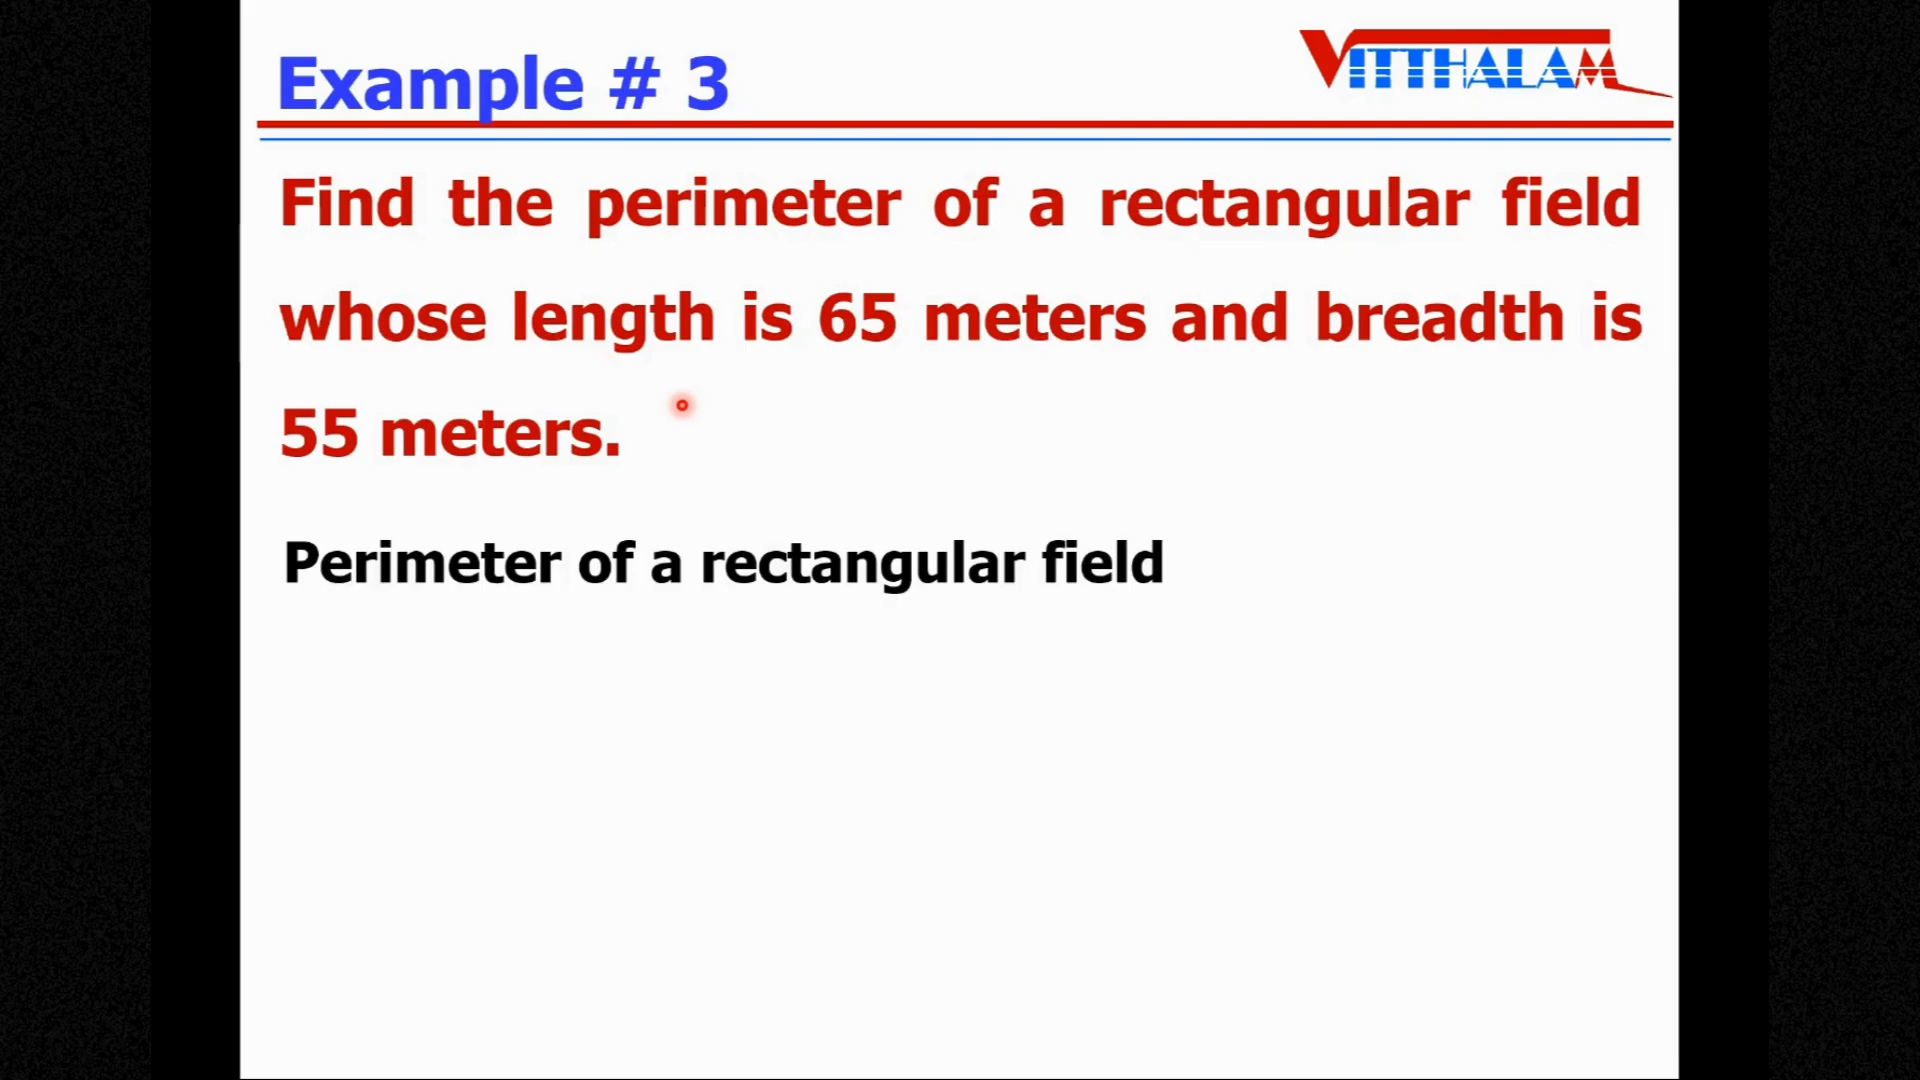 Example # 3
VITTHALAM
Find the perimeter of a rectangular field
whose length is 65 meters and breadth is
55 meters.
Perimeter of a rectangular field